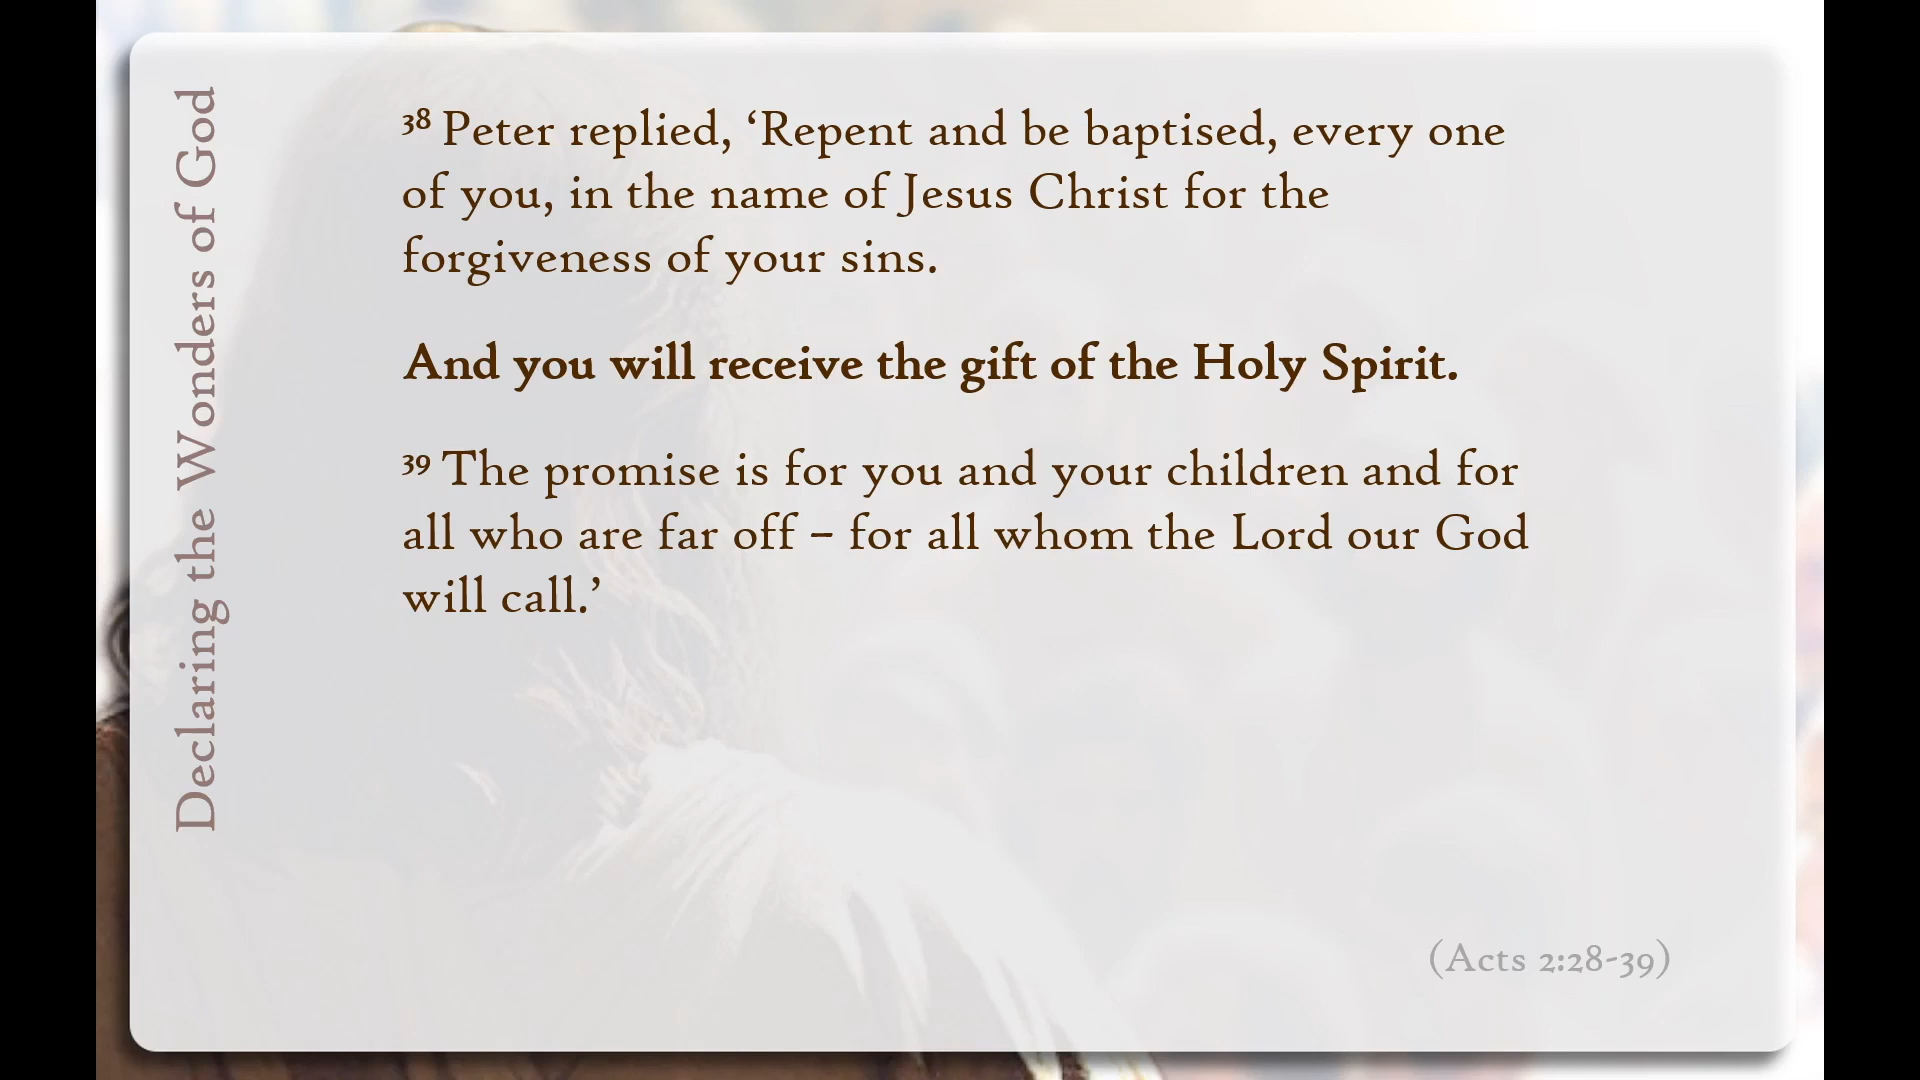 Declaring the Wonders of God
38 Peter replied, ‘Repent and be baptised, every one
of you, in the name of Jesus Christ for the
forgiveness of your sins.
And you will receive the gift of the Holy Spirit.
39 The promise is for you and your children and for
all who are far off – for all whom the Lord our God
will call.’
(Acts 2:28-39)